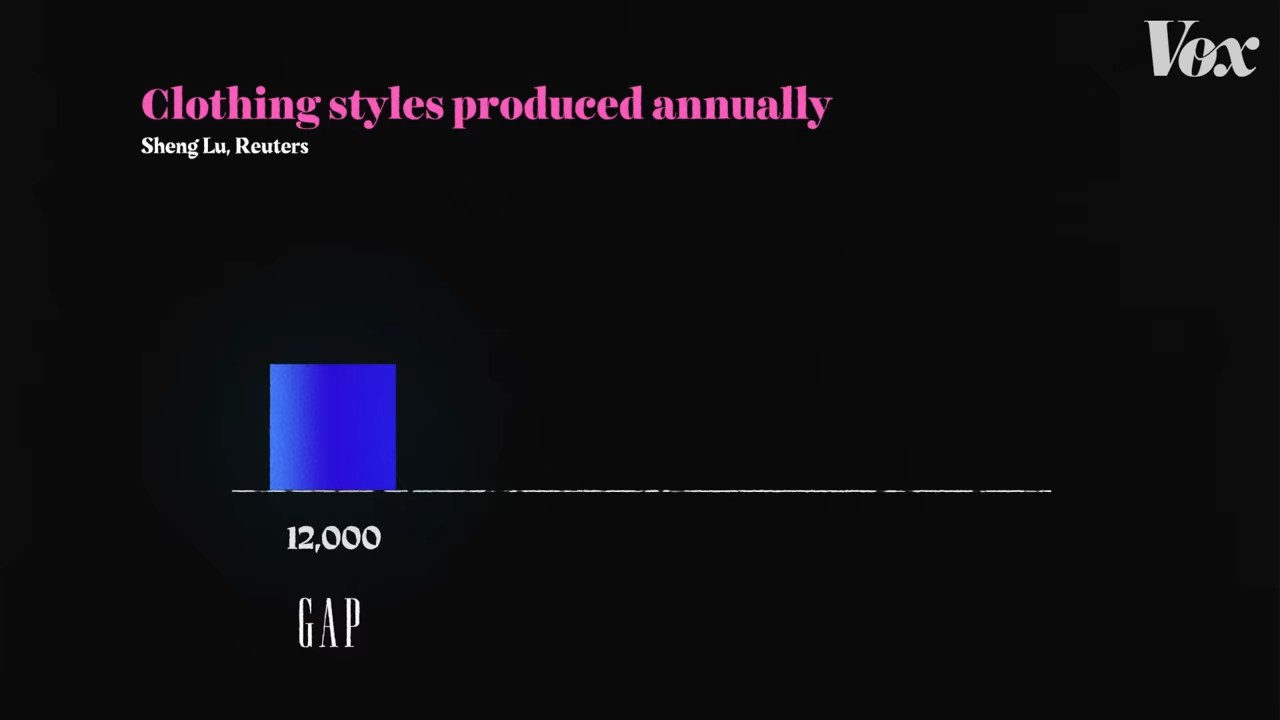 Vox
Clothing styles produced annually
Sheng Lu, Reuters
12,000
GAP